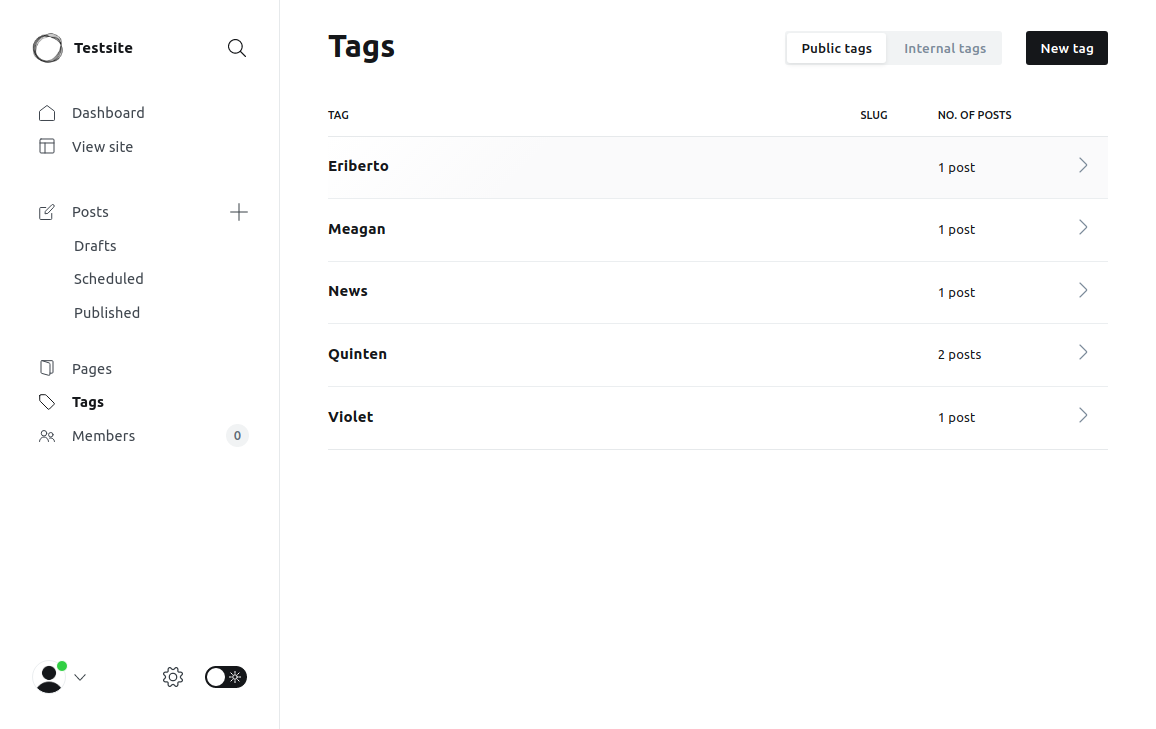 Testsite
Dashboard
View site
Posts
Drafts
Scheduled
Published
Pages
Tags
Members 0
Tags
Public tags Internal tags New tag
TAG SLUG NO. OF POSTS
Eriberto 1 post
Meagan 1 post
News 1 post
Quinten 2 posts
Violet 1 post